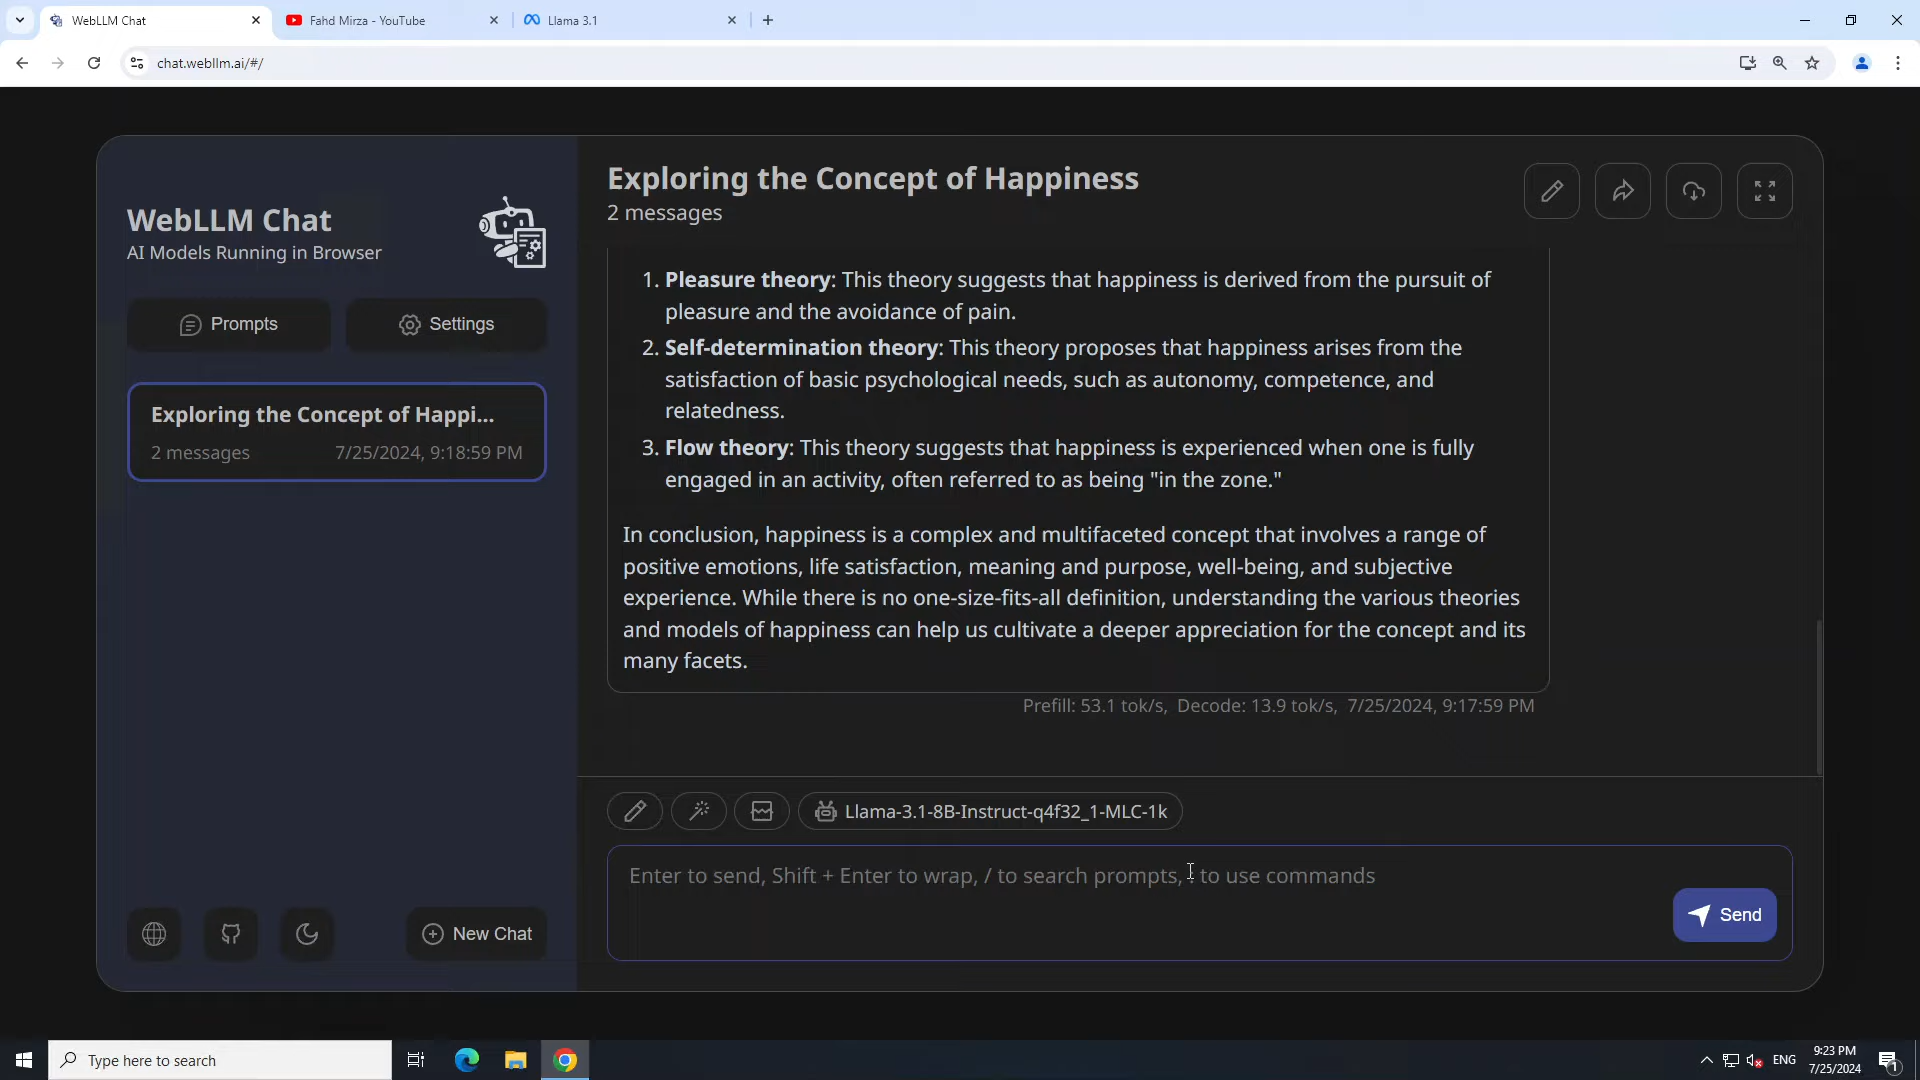 WebLLM Chat
Fahd Mirza - YouTube
Llama 3.1
chat.webllm.ai/#/
WebLLM Chat
AI Models Running in Browser
Prompts
Settings
Exploring the Concept of Happi...
2 messages
7/25/2024, 9:18:59 PM
New Chat
Exploring the Concept of Happiness
2 messages
1. Pleasure theory: This theory suggests that happiness is derived from the pursuit of
pleasure and the avoidance of pain.
2. Self-determination theory: This theory proposes that happiness arises from the
satisfaction of basic psychological needs, such as autonomy, competence, and
relatedness.
3. Flow theory: This theory suggests that happiness is experienced when one is fully
engaged in an activity, often referred to as being "in the zone."
In conclusion, happiness is a complex and multifaceted concept that involves a range of
positive emotions, life satisfaction, meaning and purpose, well-being, and subjective
experience. While there is no one-size-fits-all definition, understanding the various theories
and models of happiness can help us cultivate a deeper appreciation for the concept and its
many facets.
Prefill: 53.1 tok/s, Decode: 13.9 tok/s, 7/25/2024, 9:17:59 PM
Llama-3.1-8B-Instruct-q4f32_1-MLC-1k
Enter to send, Shift + Enter to wrap, / to search prompts, to use commands
Send
Type here to search
ENG
9:23 PM
7/25/2024
1